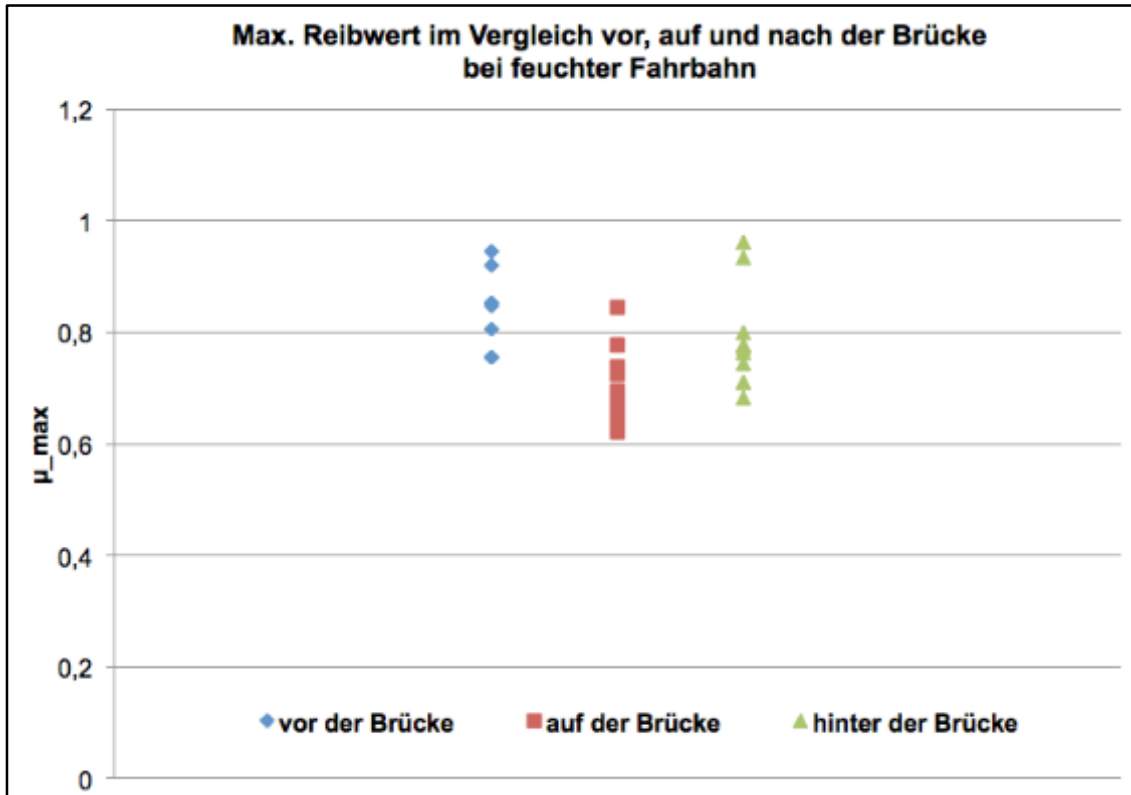 Max. Reibwert im Vergleich vor, auf und nach der Brücke
bei feuchter Fahrbahn
1,2
1
0,8
0,6
0,4
0,2
0
µ_max
vor der Brücke
auf der Brücke
hinter der Brücke